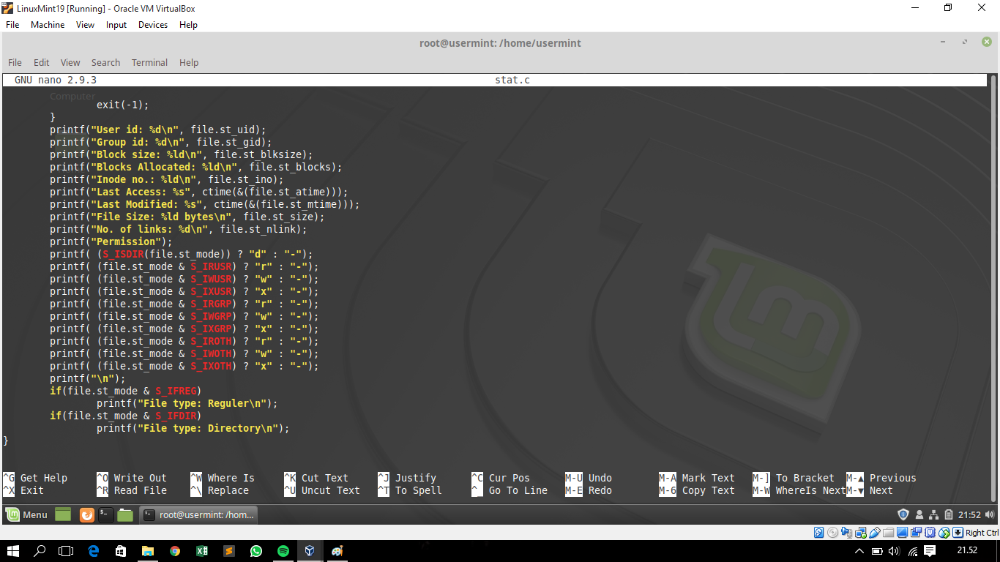 LinuxMint19 [Running] - Oracle VM VirtualBox
File Machine View Input Devices Help
root@usermint: /home/usermint
File Edit View Search Terminal Help
GNU nano 2.9.3 stat.c
Computer
exit(-1);
}
printf("User id: %d\n", file.st_uid);
printf("Group id: %d\n", file.st_gid);
printf("Block size: %ld\n", file.st_blksize);
printf("Blocks Allocated: %ld\n", file.st_blocks);
printf("Inode no.: %ld\n", file.st_ino);
printf("Last Access: %s", ctime(&(file.st_atime)));
printf("Last Modified: %s", ctime(&(file.st_mtime)));
printf("File Size: %ld bytes\n", file.st_size);
printf("No. of links: %d\n", file.st_nlink);
printf("Permission");
printf( (S_ISDIR(file.st_mode)) ? "d" : "-");
printf( (file.st_mode & S_IRUSR) ? "r" : "-");
printf( (file.st_mode & S_IWUSR) ? "w" : "-");
printf( (file.st_mode & S_IXUSR) ? "x" : "-");
printf( (file.st_mode & S_IRGRP) ? "r" : "-");
printf( (file.st_mode & S_IWGRP) ? "w" : "-");
printf( (file.st_mode & S_IXGRP) ? "x" : "-");
printf( (file.st_mode & S_IROTH) ? "r" : "-");
printf( (file.st_mode & S_IWOTH) ? "w" : "-");
printf( (file.st_mode & S_IXOTH) ? "x" : "-");
printf("\n");
if(file.st_mode & S_IFREG)
printf("File type: Reguler\n");
if(file.st_mode & S_IFDIR)
printf("File type: Directory\n");
}
^G Get Help ^O Write Out ^W Where Is ^K Cut Text ^J Justify ^C Cur Pos M-U Undo M-A Mark Text M-] To Bracket M-▲ Previous
^X Exit ^R Read File ^\ Replace ^U Uncut Text ^T To Spell ^_ Go To Line M-E Redo M-6 Copy Text M-W WhereIs Next M-▼ Next
Menu root@usermint: /hom... 21:52
Right Ctrl
21.52